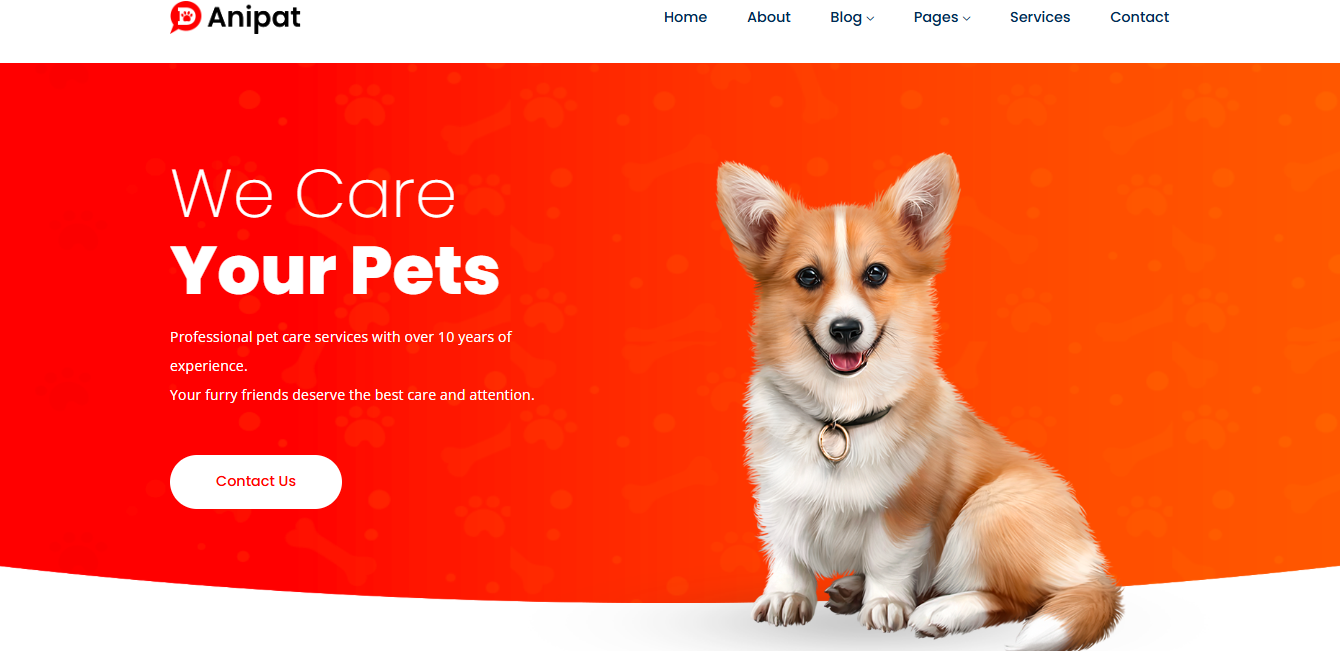 Anipat
Home About Blog Pages Services Contact
We Care
Your Pets
Professional pet care services with over 10 years of
experience.
Your furry friends deserve the best care and attention.
Contact Us